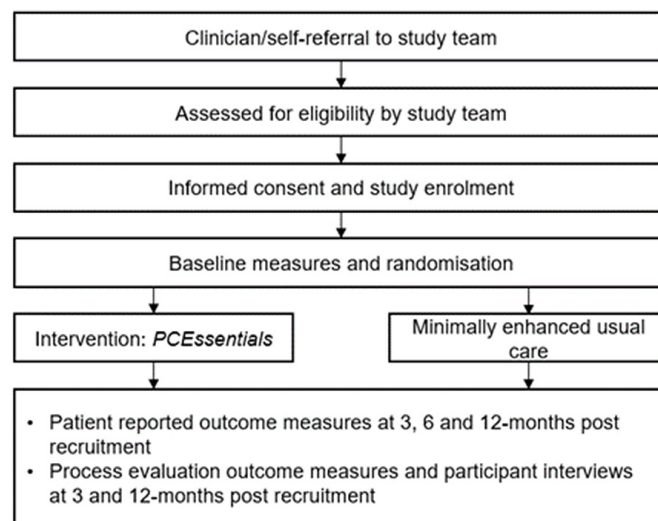 Clinician/self-referral to study team
Assessed for eligibility by study team
Informed consent and study enrolment
Baseline measures and randomisation
Intervention: PCEssentials
Minimally enhanced usual
care
• Patient reported outcome measures at 3, 6 and 12-months post
recruitment
• Process evaluation outcome measures and participant interviews
at 3 and 12-months post recruitment